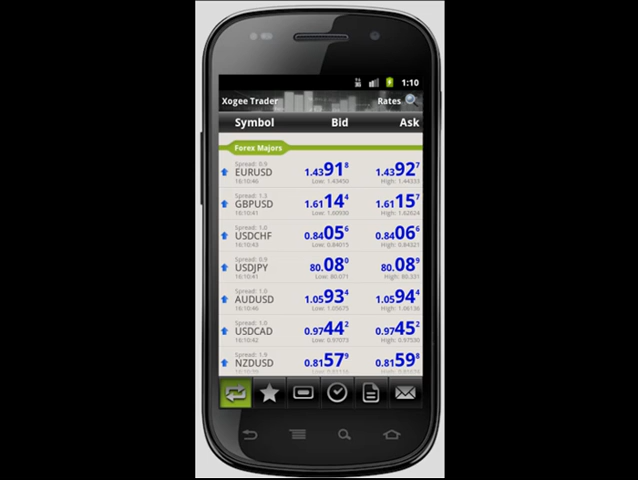 1:10
Xogee Trader Rates
Symbol Bid Ask
Forex Majors
Spread: 0.9
EURUSD 1.43918 1.43927
16:10:46 Low: 1.43450 High: 1.44333
Spread: 1.3
GBPUSD 1.61144 1.61157
16:10:41 Low: 1.60930 High: 1.62624
Spread: 1.0
USDCHF 0.84056 0.84066
16:10:43 Low: 0.84015 High: 0.84321
Spread: 0.9
USDJPY 80.080 80.089
16:10:41 Low: 80.071 High: 80.331
Spread: 1.0
AUDUSD 1.05934 1.05944
16:10:46 Low: 1.05675 High: 1.06136
Spread: 1.0
USDCAD 0.97442 0.97452
16:10:42 Low: 0.97073 High: 0.97530
Spread: 1.9
NZDUSD 0.81579 0.81598